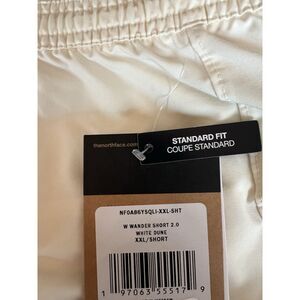 thenorthface.com
STANDARD FIT
COUPE STANDARD
NF0A86Y5QLI-XXL-SHT
W WANDER SHORT 2.0
WHITE DUNE
XXL/SHORT
1 97063 55517 9